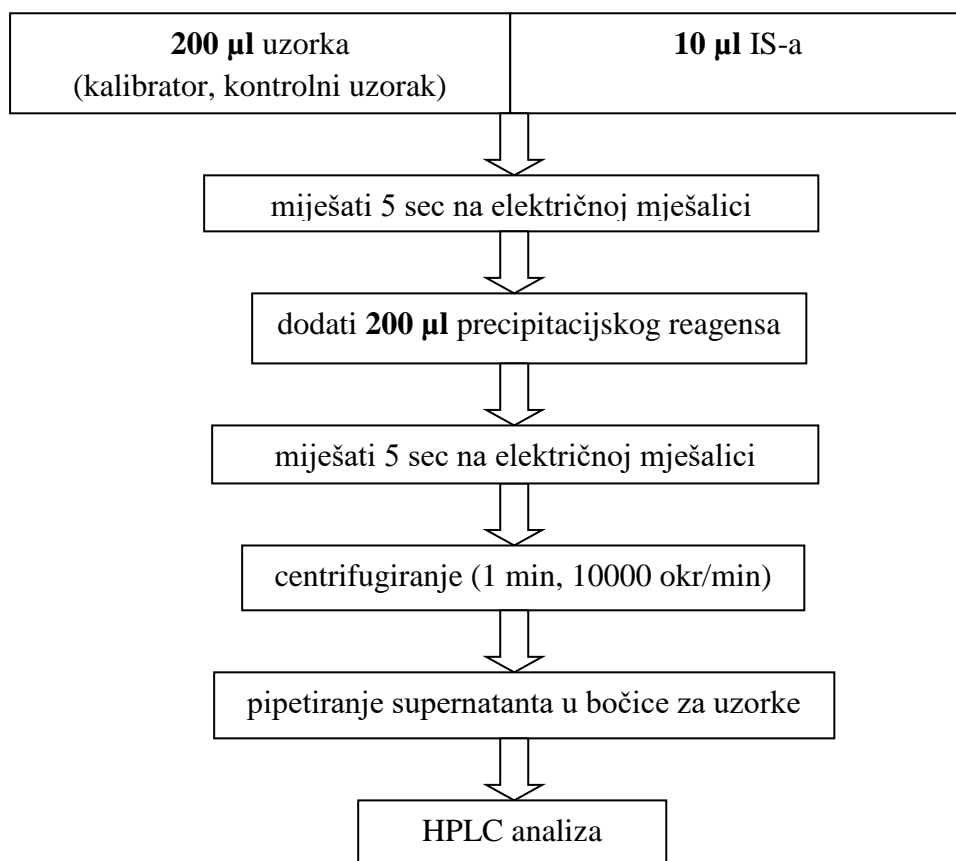 200 µl uzorka
(kalibrator, kontrolni uzorak)
10 µl IS-a
miješati 5 sec na električnoj mješalici
dodati 200 µl precipitacijskog reagensa
miješati 5 sec na električnoj mješalici
centrifugiranje (1 min, 10000 okr/min)
pipetiranje supernatanta u bočice za uzorke
HPLC analiza